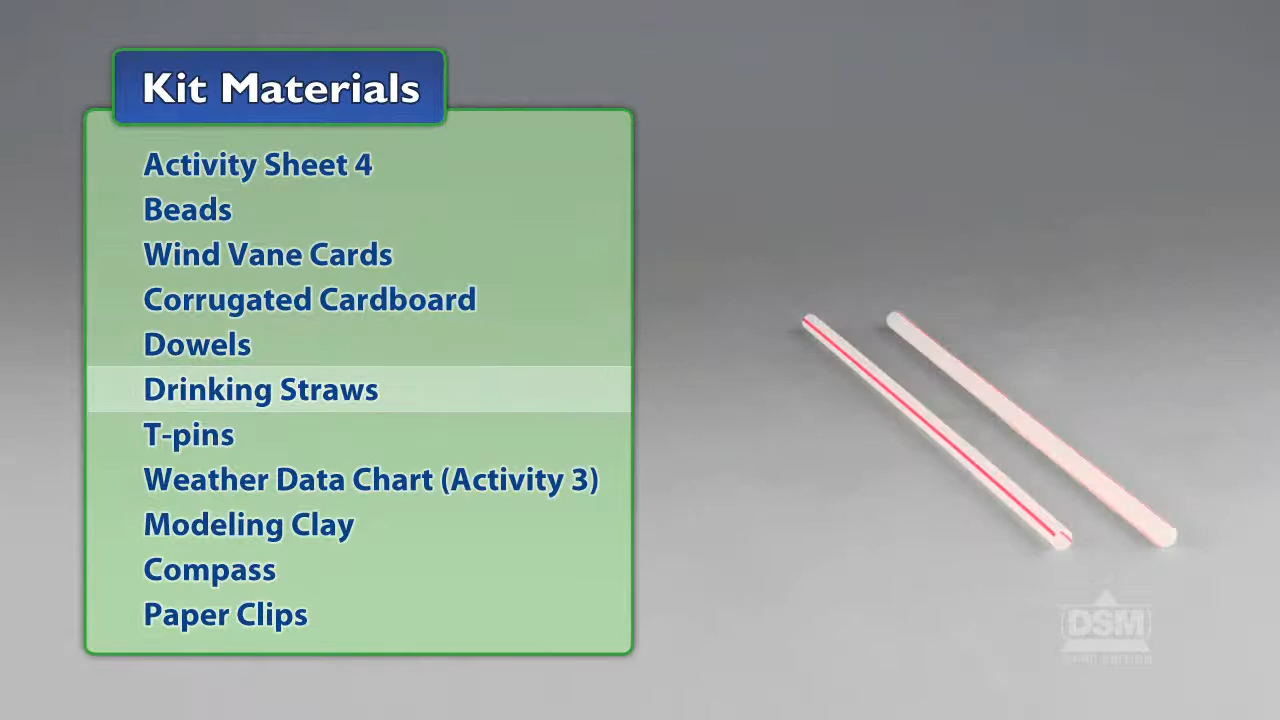 Kit Materials
Activity Sheet 4
Beads
Wind Vane Cards
Corrugated Cardboard
Dowels
Drinking Straws
T-pins
Weather Data Chart (Activity 3)
Modeling Clay
Compass
Paper Clips
DSM